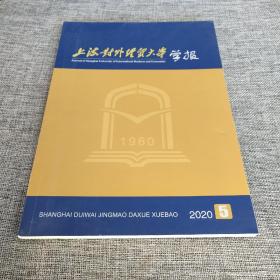 上海对外经贸大学 学报
Journal of Shanghai University of International Business and Economics
1960
SHANGHAI DUIWAI JINGMAO DAXUE XUEBAO 2020 5